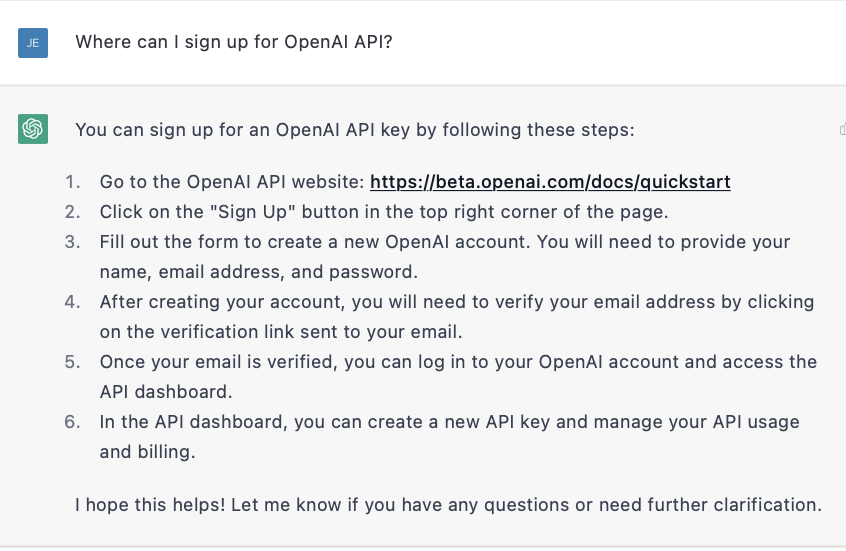 JE
Where can I sign up for OpenAI API?
You can sign up for an OpenAI API key by following these steps:
1. Go to the OpenAI API website: https://beta.openai.com/docs/quickstart
2. Click on the "Sign Up" button in the top right corner of the page.
3. Fill out the form to create a new OpenAI account. You will need to provide your
name, email address, and password.
4. After creating your account, you will need to verify your email address by clicking
on the verification link sent to your email.
5. Once your email is verified, you can log in to your OpenAI account and access the
API dashboard.
6. In the API dashboard, you can create a new API key and manage your API usage
and billing.
I hope this helps! Let me know if you have any questions or need further clarification.